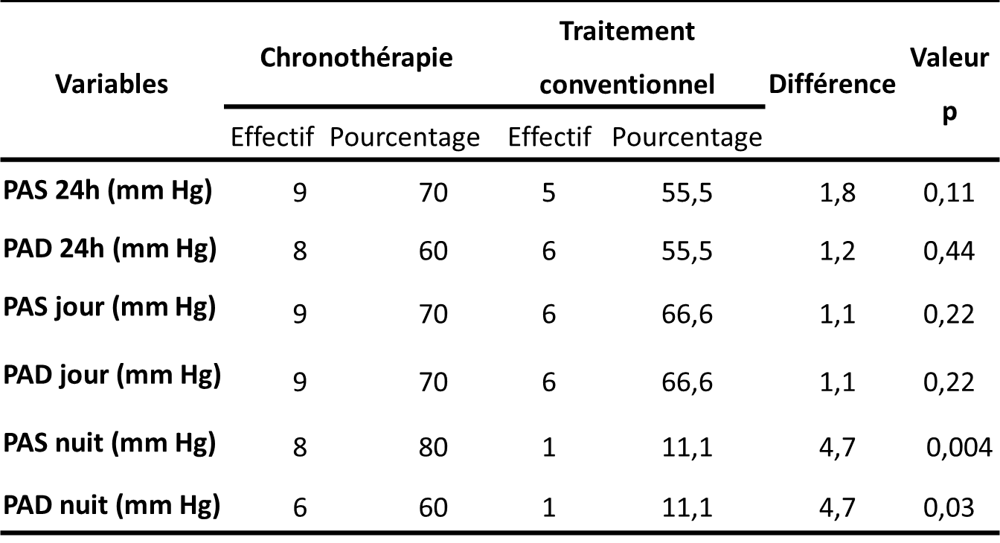 Variables Chronothérapie Traitement conventionnel Différence Valeur p
Effectif Pourcentage Effectif Pourcentage
PAS 24h (mm Hg) 9 70 5 55,5 1,8 0,11
PAD 24h (mm Hg) 8 60 6 55,5 1,2 0,44
PAS jour (mm Hg) 9 70 6 66,6 1,1 0,22
PAD jour (mm Hg) 9 70 6 66,6 1,1 0,22
PAS nuit (mm Hg) 8 80 1 11,1 4,7 0,004
PAD nuit (mm Hg) 6 60 1 11,1 4,7 0,03